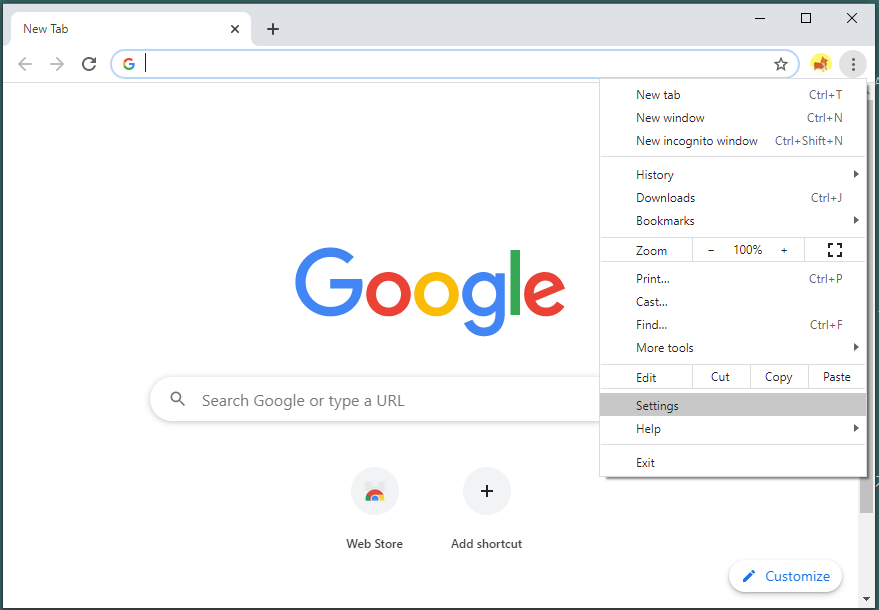 New Tab
New tab Ctrl+T
New window Ctrl+N
New incognito window Ctrl+Shift+N
History
Downloads Ctrl+J
Bookmarks
Zoom − 100% +
Print... Ctrl+P
Cast...
Find... Ctrl+F
More tools
Edit Cut Copy Paste
Settings
Help
Exit
Google
Search Google or type a URL
Web Store
Add shortcut
Customize